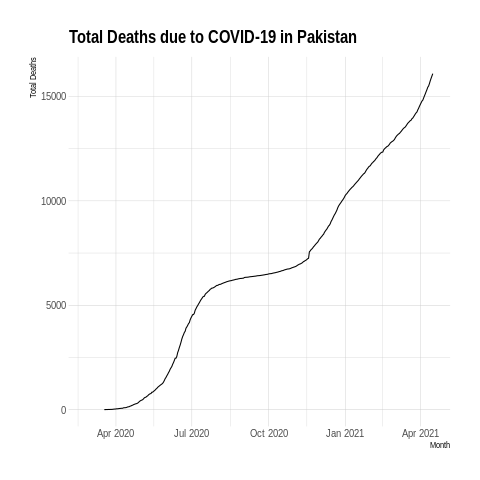 Total Deaths due to COVID-19 in Pakistan
Total Deaths
15000
10000
5000
0
Apr 2020 Jul 2020 Oct 2020 Jan 2021 Apr 2021
Month